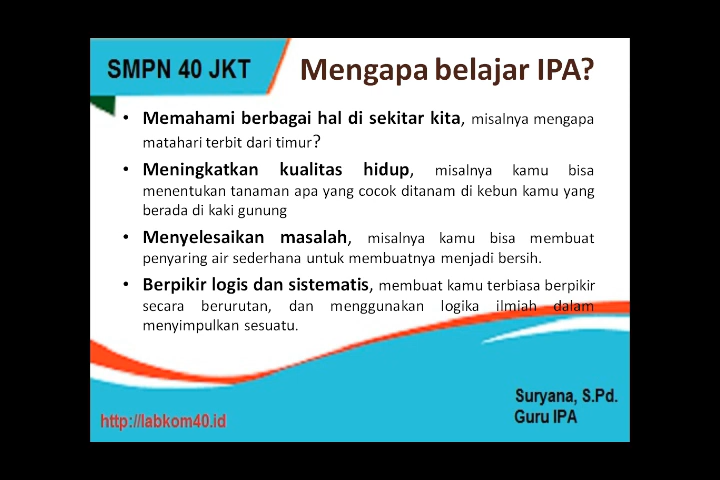 SMPN 40 JKT
Mengapa belajar IPA?
• Memahami berbagai hal di sekitar kita, misalnya mengapa
matahari terbit dari timur?
• Meningkatkan kualitas hidup, misalnya kamu bisa
menentukan tanaman apa yang cocok ditanam di kebun kamu yang
berada di kaki gunung
• Menyelesaikan masalah, misalnya kamu bisa membuat
penyaring air sederhana untuk membuatnya menjadi bersih.
• Berpikir logis dan sistematis, membuat kamu terbiasa berpikir
secara berurutan, dan menggunakan logika ilmiah dalam
menyimpulkan sesuatu.
Suryana, S.Pd.
Guru IPA
http://labkom40.id